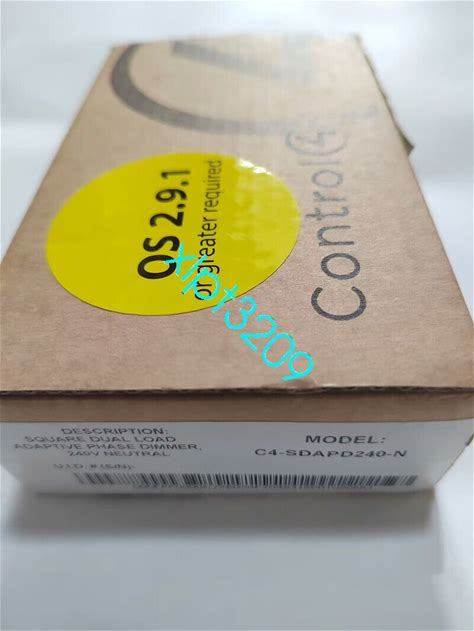 OS 2.9.1
or greater required
Control4
xlpt3209
DESCRIPTION:
SQUARE DUAL LOAD
ADAPTIVE PHASE DIMMER,
240V NEUTRAL
U.I.D. # (S/N):
MODEL:
C4-SDAPD240-N